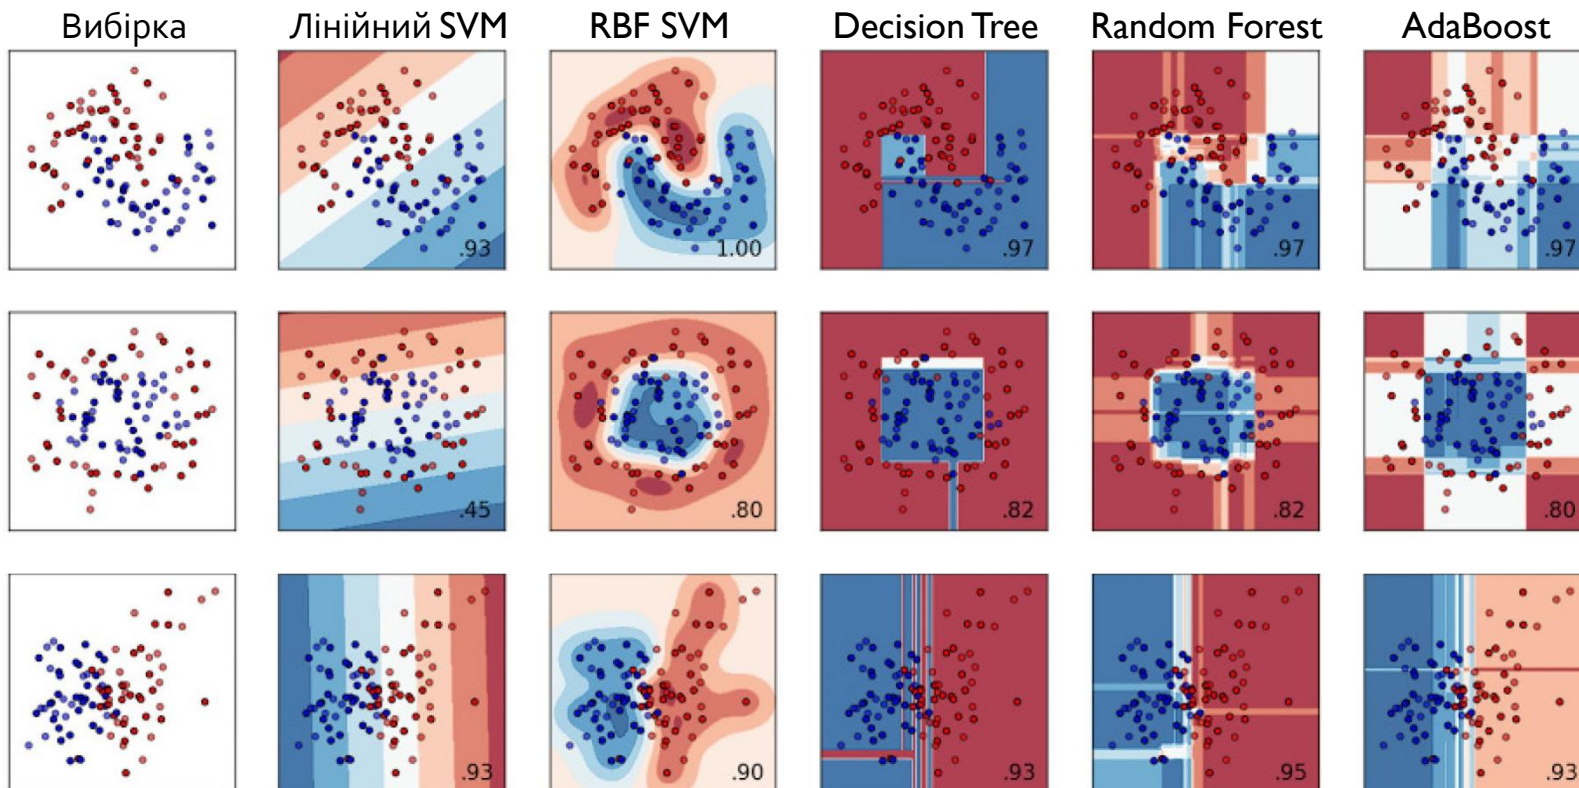 Вибірка Лінійний SVM RBF SVM Decision Tree Random Forest AdaBoost
.93 1.00 .97 .97 .97
.45 .80 .82 .82 .80
.93 .90 .93 .95 .93